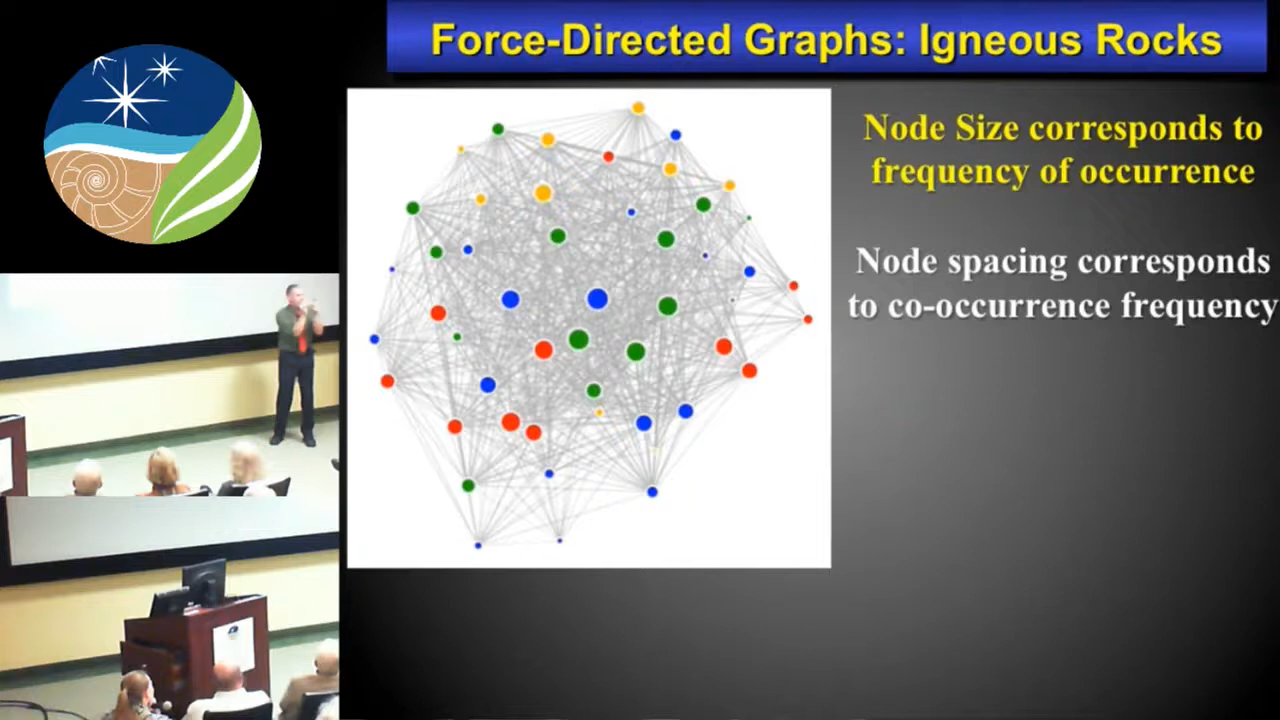 Force-Directed Graphs: Igneous Rocks
Node Size corresponds to
frequency of occurrence
Node spacing corresponds
to co-occurrence frequency